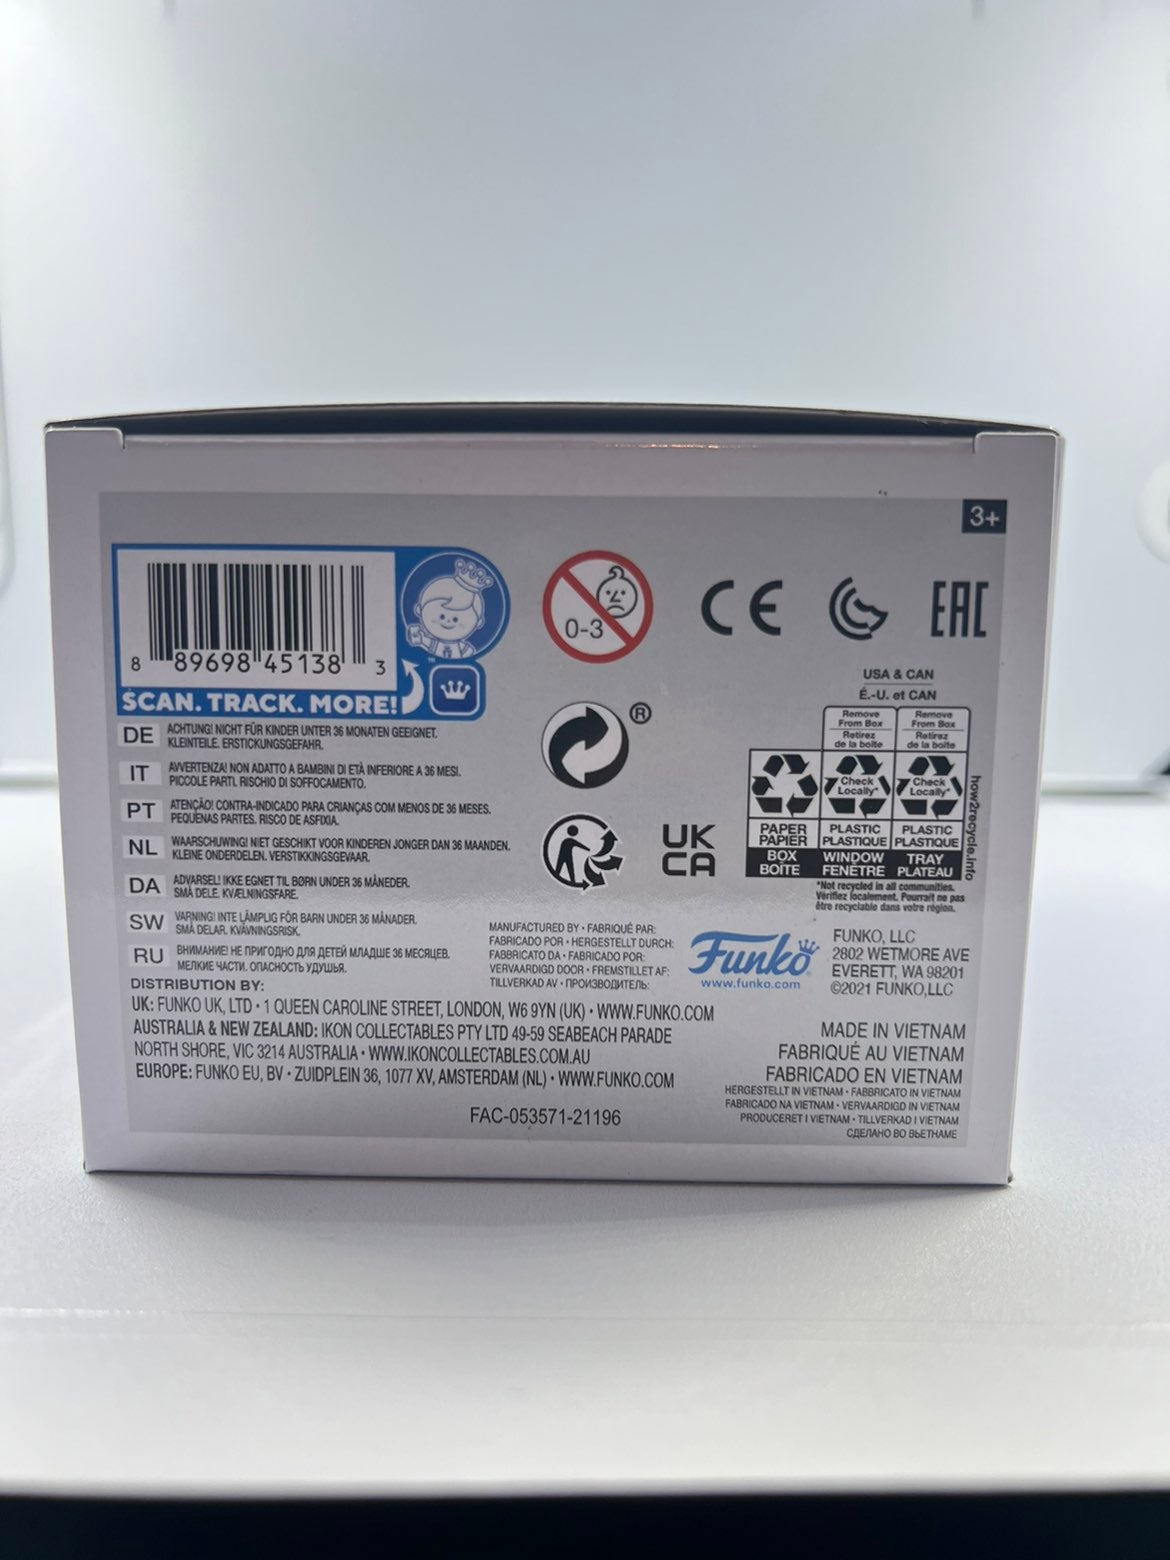 3+
8 89698 45138 3
SCAN. TRACK. MORE!
0-3
CE
EAC
®
USA & CAN
É.-U. et CAN
Remove From Box
Retirez de la boîte
Remove From Box
Retirez de la boîte
Check Locally*
Check Locally*
PAPER PAPIER
PLASTIC PLASTIQUE
PLASTIC PLASTIQUE
BOX BOÎTE
WINDOW FENÊTRE
TRAY PLATEAU
how2recycle.info
*Not recycled in all communities.
Vérifiez localement. Pourrait ne pas
être recyclable dans votre région.
UK
CA
DE ACHTUNG! NICHT FÜR KINDER UNTER 36 MONATEN GEEIGNET.
KLEINTEILE. ERSTICKUNGSGEFAHR.
IT AVVERTENZA! NON ADATTO A BAMBINI DI ETÀ INFERIORE A 36 MESI.
PICCOLE PARTI. RISCHIO DI SOFFOCAMENTO.
PT ATENÇÃO! CONTRA-INDICADO PARA CRIANÇAS COM MENOS DE 36 MESES.
PEQUENAS PARTES. RISCO DE ASFIXIA.
NL WAARSCHUWING! NIET GESCHIKT VOOR KINDEREN JONGER DAN 36 MAANDEN.
KLEINE ONDERDELEN. VERSTIKKINGSGEVAAR.
DA ADVARSEL! IKKE EGNET TIL BØRN UNDER 36 MÅNEDER.
SMÅ DELE. KVÆLNINGSFARE.
SW VARNING! INTE LÄMPLIG FÖR BARN UNDER 36 MÅNADER.
SMÅ DELAR. KVÄVNINGSRISK.
RU ВНИМАНИЕ! НЕ ПРИГОДНО ДЛЯ ДЕТЕЙ МЛАДШЕ 36 МЕСЯЦЕВ.
МЕЛКИЕ ЧАСТИ. ОПАСНОСТЬ УДУШЬЯ.
MANUFACTURED BY • FABRIQUÉ PAR:
FABRICADO POR • HERGESTELLT DURCH:
FABBRICATO DA • FABRICADO POR:
VERVAARDIGD DOOR • FREMSTILLET AF:
TILLVERKAD AV • ПРОИЗВОДИТЕЛЬ:
Funko
www.funko.com
FUNKO, LLC
2802 WETMORE AVE
EVERETT, WA 98201
©2021 FUNKO,LLC
DISTRIBUTION BY:
UK: FUNKO UK, LTD • 1 QUEEN CAROLINE STREET, LONDON, W6 9YN (UK) • WWW.FUNKO.COM
AUSTRALIA & NEW ZEALAND: IKON COLLECTABLES PTY LTD 49-59 SEABEACH PARADE
NORTH SHORE, VIC 3214 AUSTRALIA • WWW.IKONCOLLECTABLES.COM.AU
EUROPE: FUNKO EU, BV • ZUIDPLEIN 36, 1077 XV, AMSTERDAM (NL) • WWW.FUNKO.COM
FAC-053571-21196
MADE IN VIETNAM
FABRIQUÉ AU VIETNAM
FABRICADO EN VIETNAM
HERGESTELLT IN VIETNAM • FABBRICATO IN VIETNAM
FABRICADO NA VIETNAM • VERVAARDIGD IN VIETNAM
PRODUCERET I VIETNAM • TILLVERKAD I VIETNAM
СДЕЛАНО ВО ВЬЕТНАМЕ